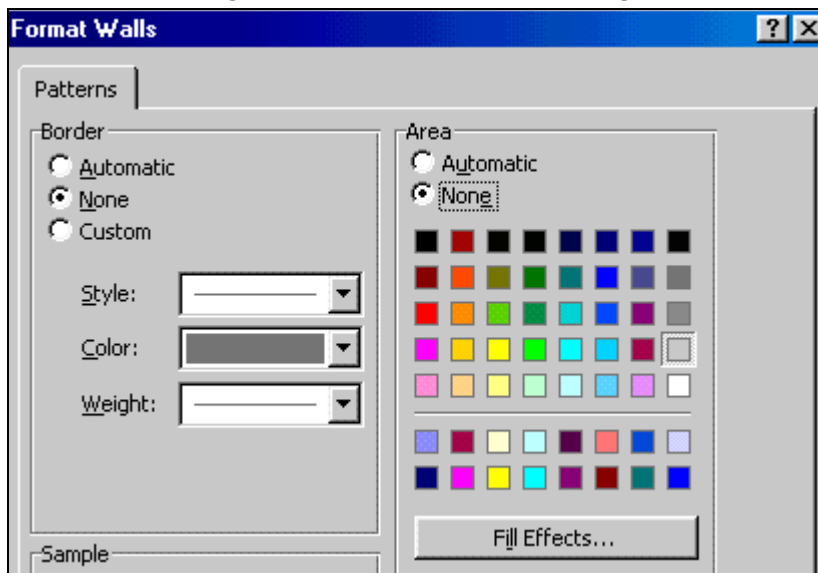 Format Walls
Patterns
Border
Automatic
None
Custom
Style:
Color:
Weight:
Sample
Area
Automatic
None
Fill Effects...